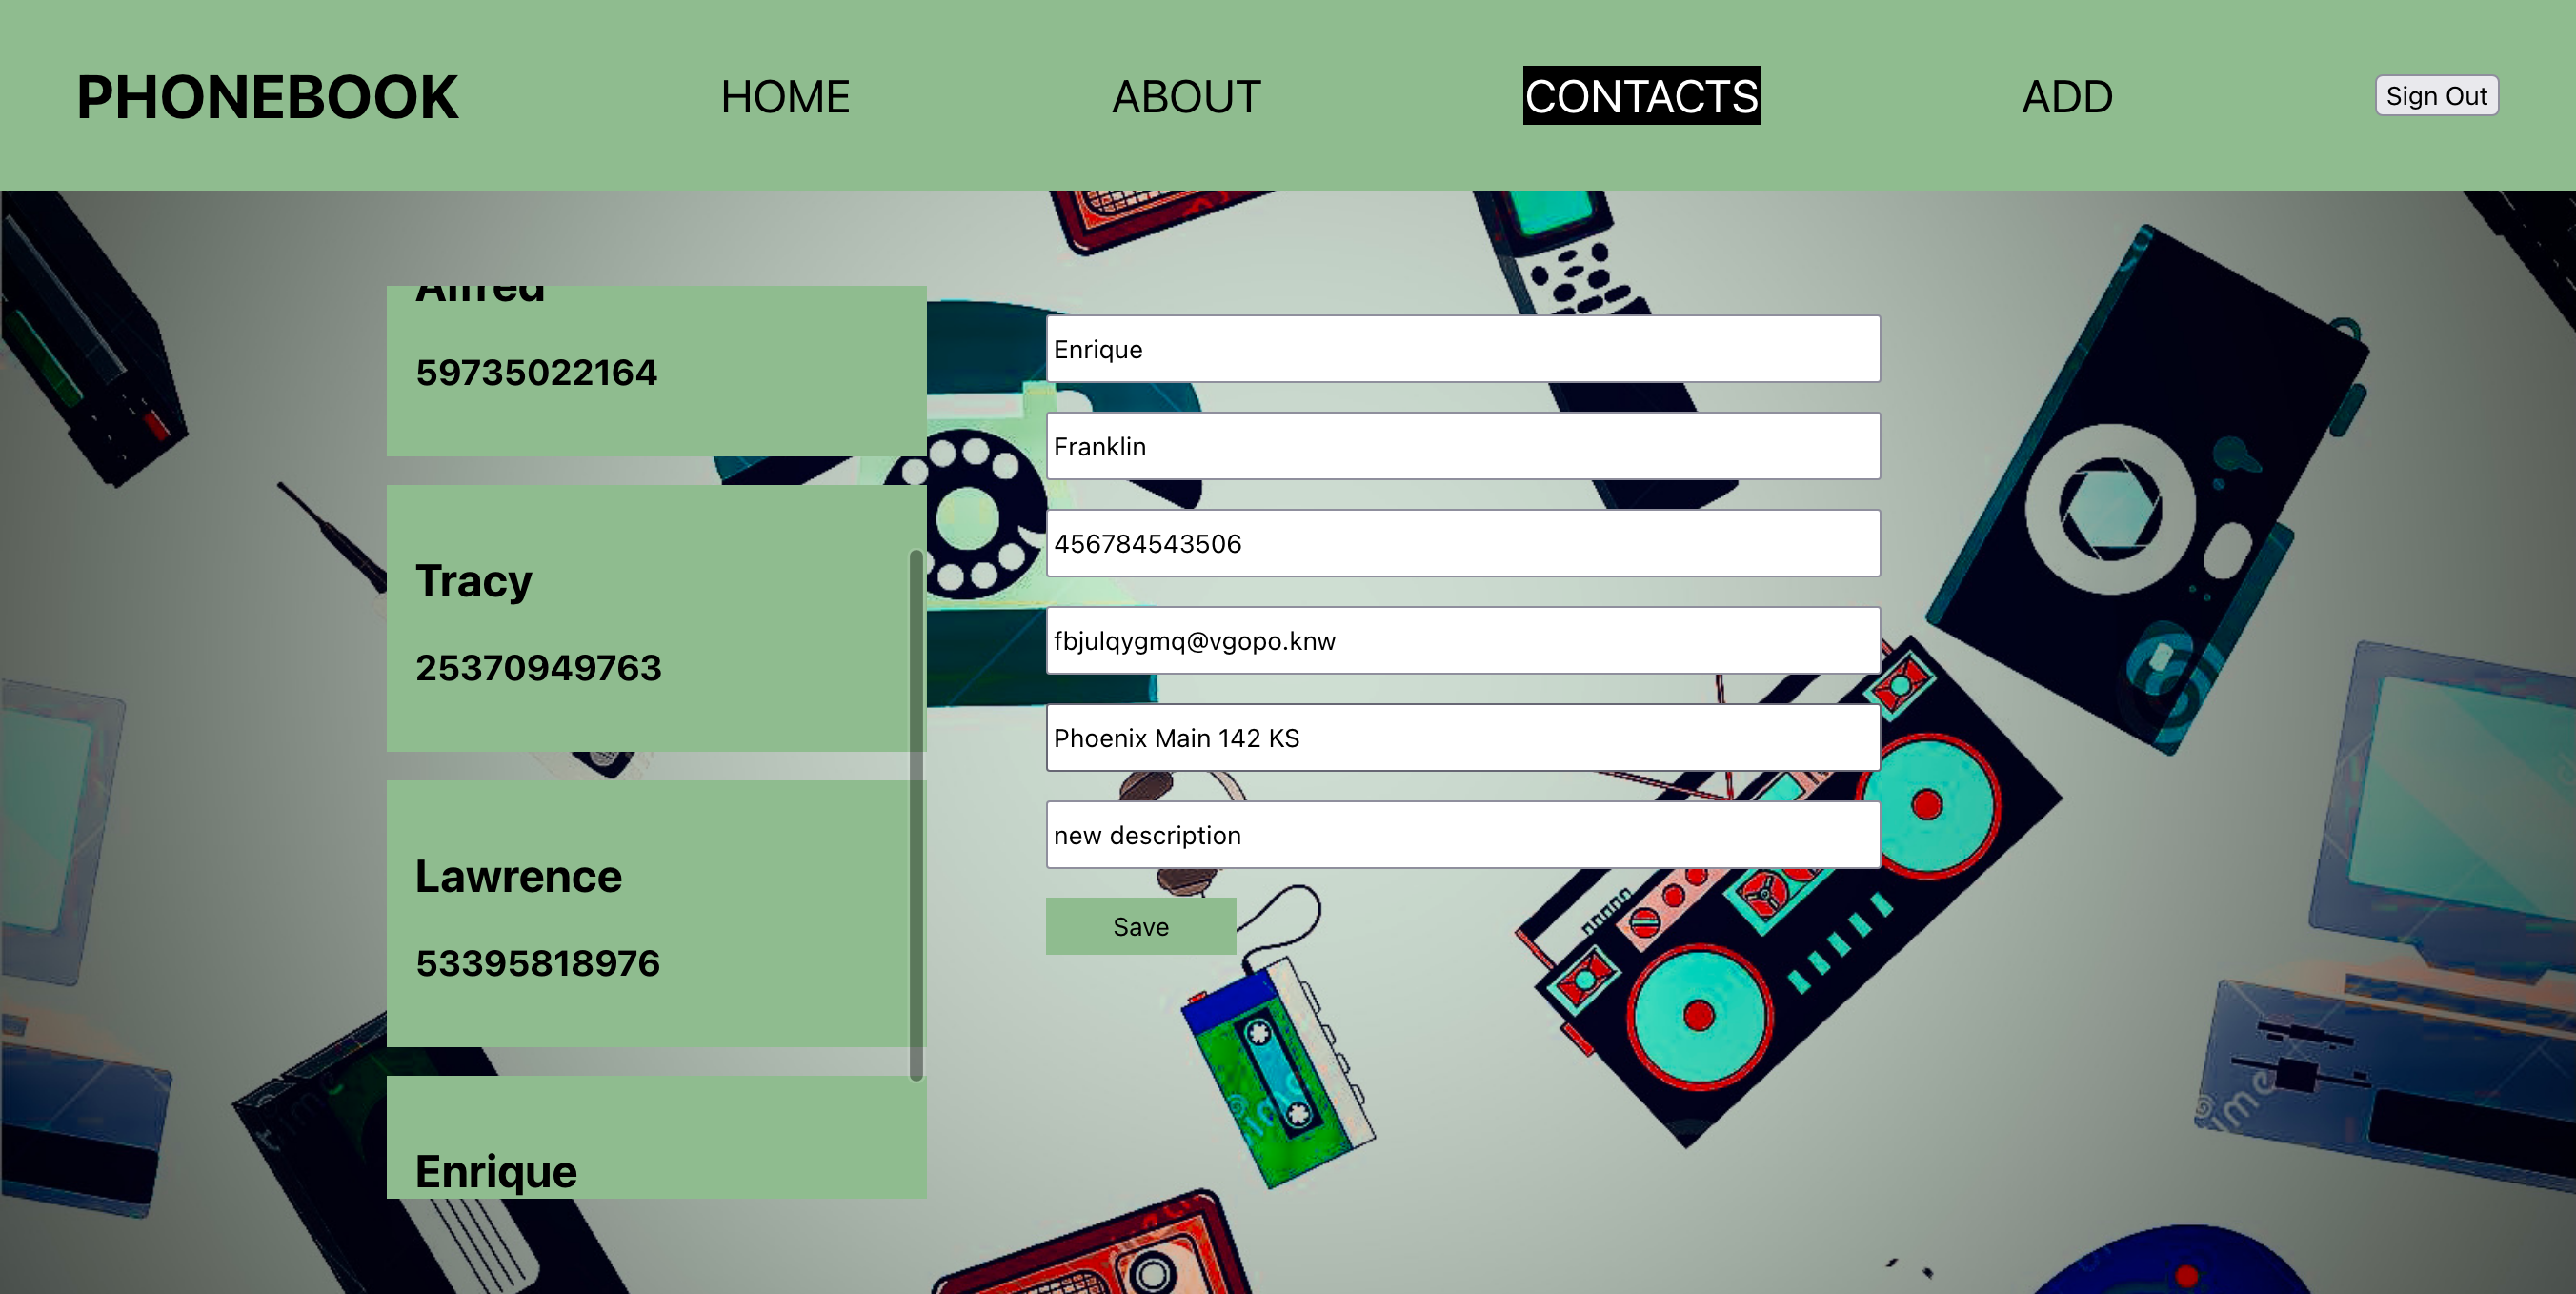 PHONEBOOK
HOME
ABOUT
CONTACTS
ADD
Sign Out
Alfred
59735022164
Tracy
25370949763
Lawrence
53395818976
Enrique
Enrique
Franklin
456784543506
fbjulqygmq@vgopo.knw
Phoenix Main 142 KS
new description
Save